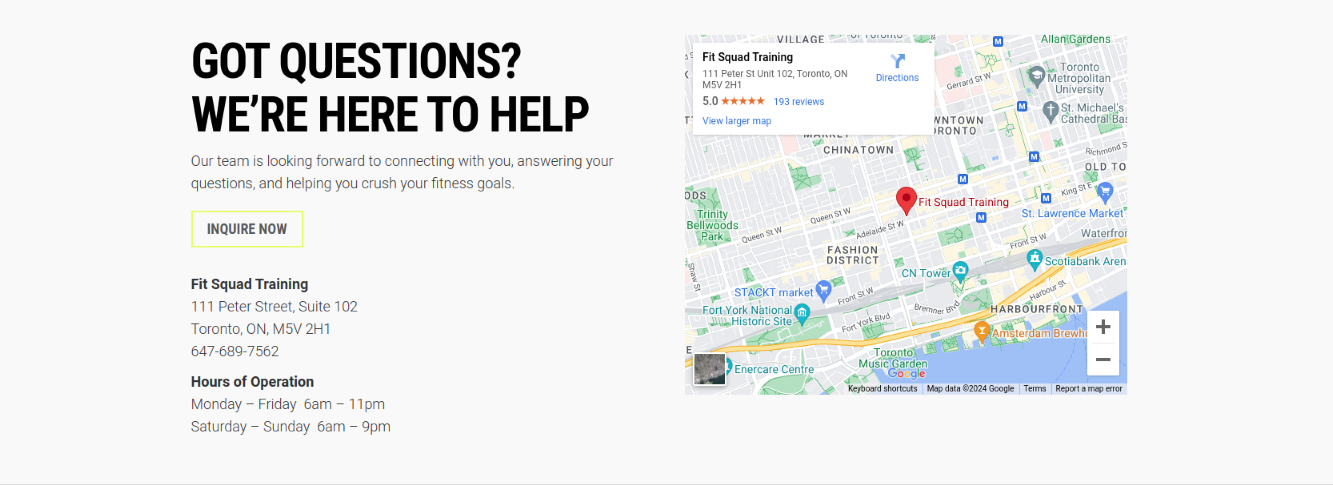 GOT QUESTIONS?
WE’RE HERE TO HELP
Our team is looking forward to connecting with you, answering your
questions, and helping you crush your fitness goals.
INQUIRE NOW
Fit Squad Training
111 Peter Street, Suite 102
Toronto, ON, M5V 2H1
647-689-7562
Hours of Operation
Monday – Friday 6am – 11pm
Saturday – Sunday 6am – 9pm
Fit Squad Training
111 Peter St Unit 102, Toronto, ON
M5V 2H1
Directions
5.0 193 reviews
View larger map
VILLAGE
of Toronto
M
Allan Gardens
Gerrard St W
Toronto
Metropolitan
University
M
St. Michael's
Cathedral Bas
NTOWN
ORONTO
MARKET
CHINATOWN
M
Richmond S
OLD TO
M
King St E
M
Fit Squad Training
M
St. Lawrence Market
ODS
Trinity
Bellwoods
Park
Queen St W
Queen St W
Adelaide St W
Front St W
Waterfron
FASHION
DISTRICT
Scotiabank Aren
CN Tower
Shaw St
STACKT market
Front St W
Harbour St
Fort York National
Historic Site
Bremner Blvd
HARBOURFRONT
Fort York Blvd
Amsterdam Brewh
E
Toronto
Music Garden
Enercare Centre
Google
+
−
Keyboard shortcuts
Map data ©2024 Google
Terms
Report a map error